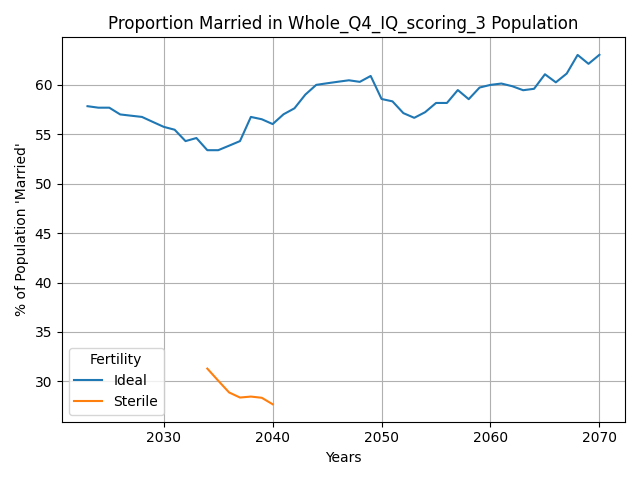 Proportion Married in Whole_Q4_IQ_scoring_3 Population
% of Population 'Married'
60
55
50
45
40
35
30
Fertility
Ideal
Sterile
2030
2040
2050
2060
2070
Years